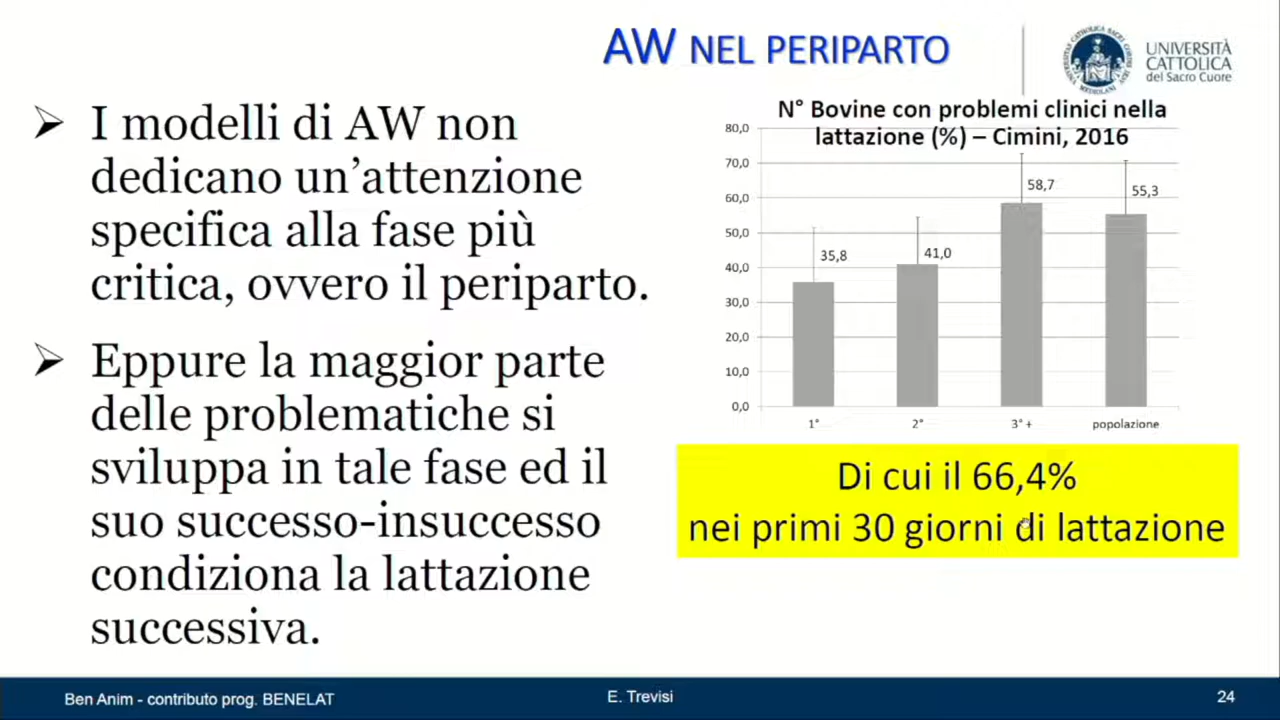 AW NEL PERIPARTO
UNIVERSITÀ
CATTOLICA
del Sacro Cuore
➢ I modelli di AW non
dedicano un'attenzione
specifica alla fase più
critica, ovvero il periparto.
➢ Eppure la maggior parte
delle problematiche si
sviluppa in tale fase ed il
suo successo-insuccesso
condiziona la lattazione
successiva.
N° Bovine con problemi clinici nella
lattazione (%) – Cimini, 2016
80,0
70,0
60,0
50,0
40,0
30,0
20,0
10,0
0,0
35,8
41,0
58,7
55,3
1°
2°
3° +
popolazione
Di cui il 66,4%
nei primi 30 giorni di lattazione
Ben Anim - contributo prog. BENELAT
E. Trevisi
24